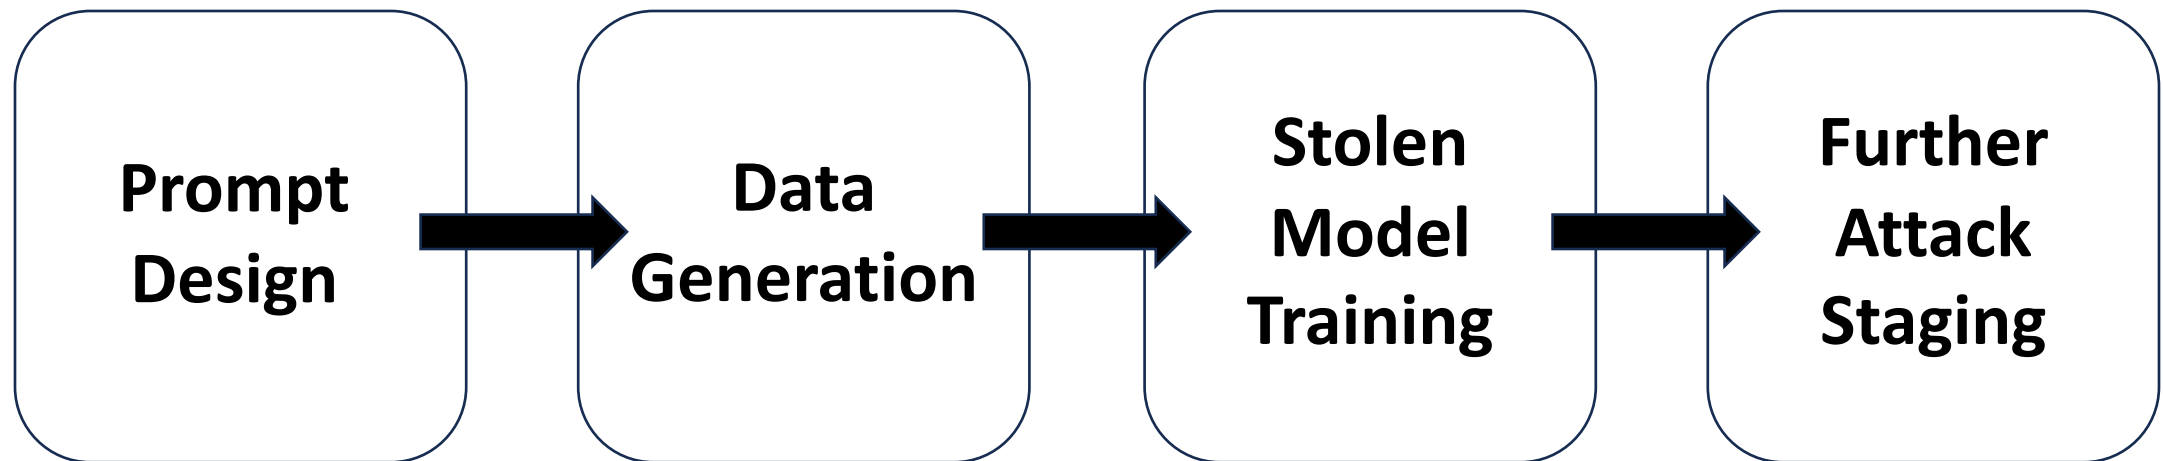 Prompt
Design
Data
Generation
Stolen
Model
Training
Further
Attack
Staging